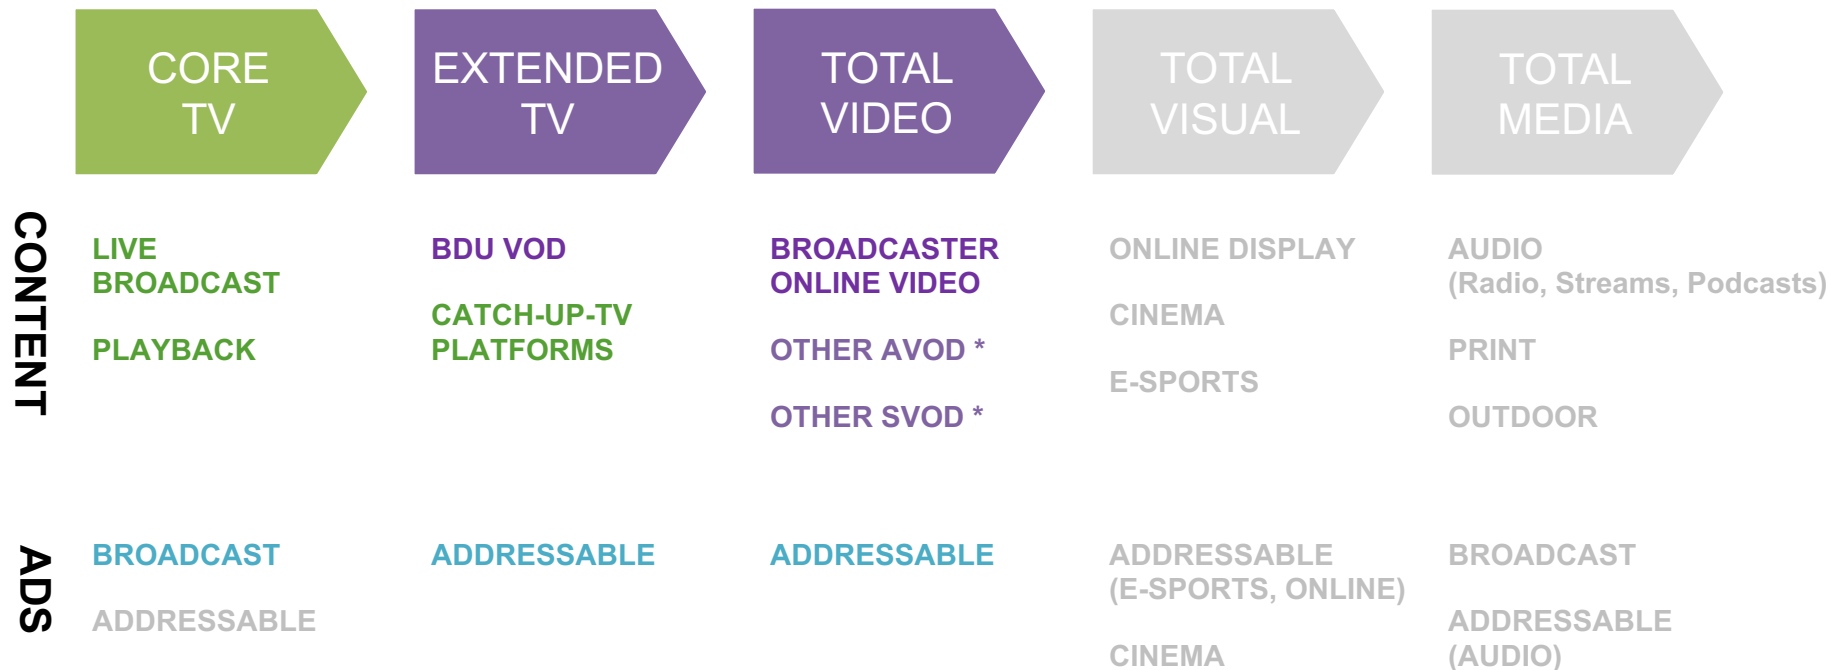 CORE
TV
EXTENDED
TV
TOTAL
VIDEO
TOTAL
VISUAL
TOTAL
MEDIA
CONTENT
LIVE
BROADCAST
PLAYBACK
BDU VOD
CATCH-UP-TV
PLATFORMS
BROADCASTER
ONLINE VIDEO
OTHER AVOD *
OTHER SVOD *
ONLINE DISPLAY
CINEMA
E-SPORTS
AUDIO
(Radio, Streams, Podcasts)
PRINT
OUTDOOR
ADS
BROADCAST
ADDRESSABLE
ADDRESSABLE
ADDRESSABLE
ADDRESSABLE
(E-SPORTS, ONLINE)
CINEMA
BROADCAST
ADDRESSABLE
(AUDIO)